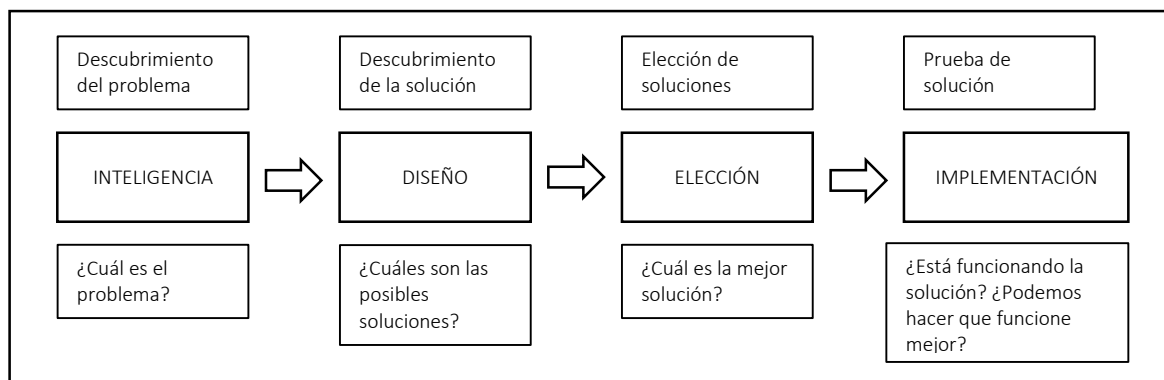 Descubrimiento
del problema
Descubrimiento
de la solución
Elección de
soluciones
Prueba de
solución
INTELIGENCIA
DISEÑO
ELECCIÓN
IMPLEMENTACIÓN
¿Cuál es el
problema?
¿Cuáles son las
posibles
soluciones?
¿Cuál es la mejor
solución?
¿Está funcionando la
solución? ¿Podemos
hacer que funcione
mejor?